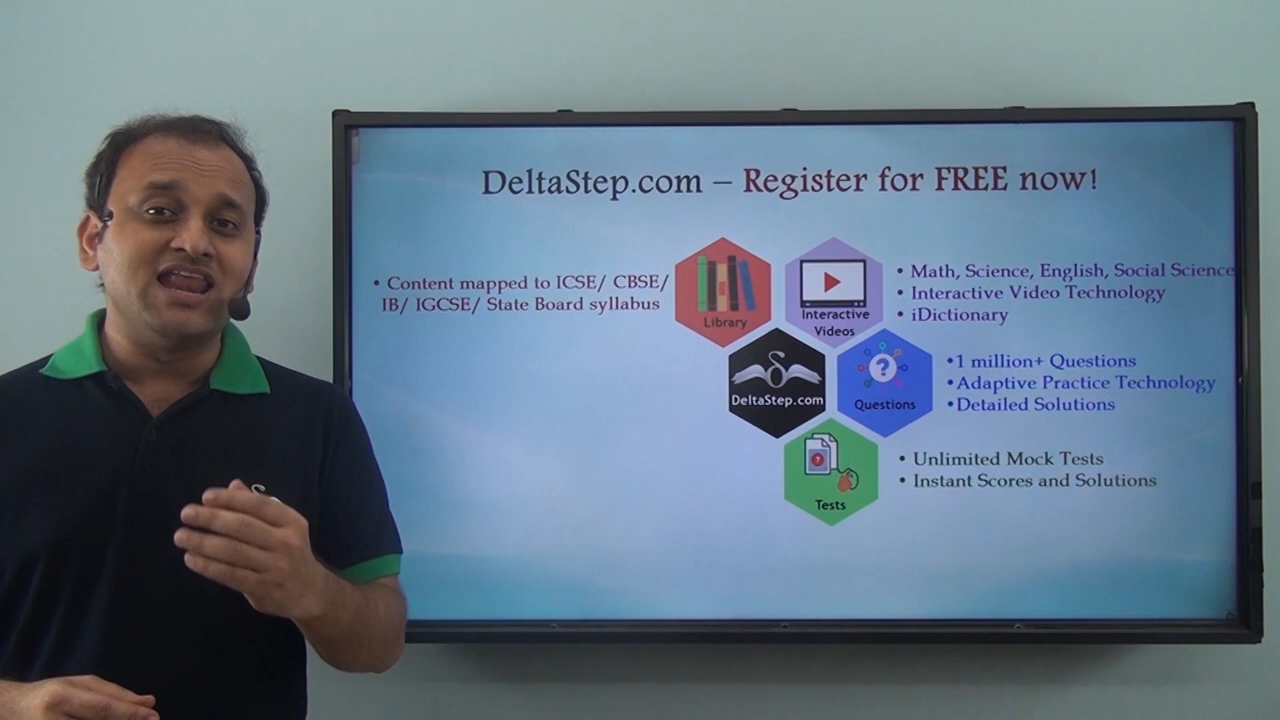 DeltaStep.com – Register for FREE now!
• Content mapped to ICSE/ CBSE/
IB/ IGCSE/ State Board syllabus
Library
Interactive
Videos
• Math, Science, English, Social Science
• Interactive Video Technology
• iDictionary
DeltaStep.com
Questions
•1 million+ Questions
•Adaptive Practice Technology
•Detailed Solutions
Tests
• Unlimited Mock Tests
• Instant Scores and Solutions